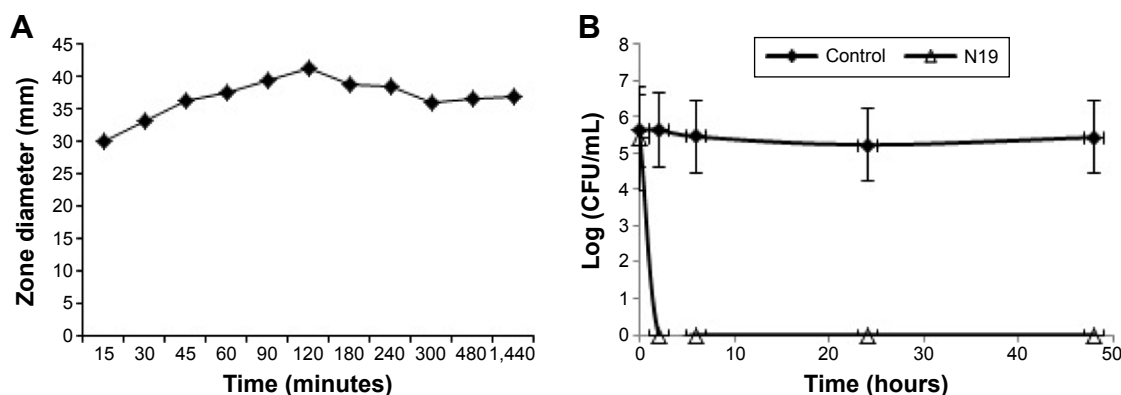 A
Zone diameter (mm)
45
40
35
30
25
20
15
10
5
0
15 30 45 60 90 120 180 240 300 480 1,440
Time (minutes)
B
Log (CFU/mL)
8
7
6
5
4
3
2
1
0
Control N19
0 10 20 30 40 50
Time (hours)